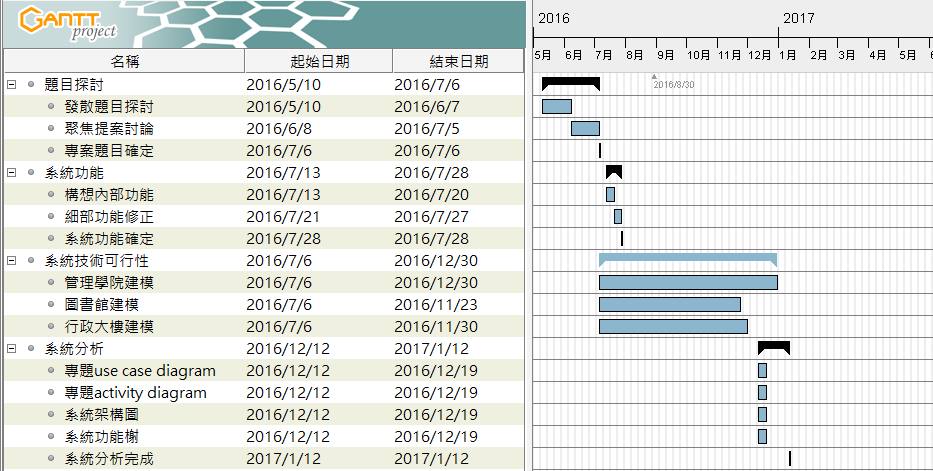 GANTT
project
2016 2017
5月 6月 7月 8月 9月 10月 11月 12月 1月 2月 3月 4月 5月 6
名稱 起始日期 結束日期
2016/8/30
題目探討 2016/5/10 2016/7/6
發散題目探討 2016/5/10 2016/6/7
聚焦提案討論 2016/6/8 2016/7/5
專案題目確定 2016/7/6 2016/7/6
系統功能 2016/7/13 2016/7/28
構想內部功能 2016/7/13 2016/7/20
細部功能修正 2016/7/21 2016/7/27
系統功能確定 2016/7/28 2016/7/28
系統技術可行性 2016/7/6 2016/12/30
管理學院建模 2016/7/6 2016/12/30
圖書館建模 2016/7/6 2016/11/23
行政大樓建模 2016/7/6 2016/11/30
系統分析 2016/12/12 2017/1/12
專題use case diagram 2016/12/12 2016/12/19
專題activity diagram 2016/12/12 2016/12/19
系統架構圖 2016/12/12 2016/12/19
系統功能樹 2016/12/12 2016/12/19
系統分析完成 2017/1/12 2017/1/12